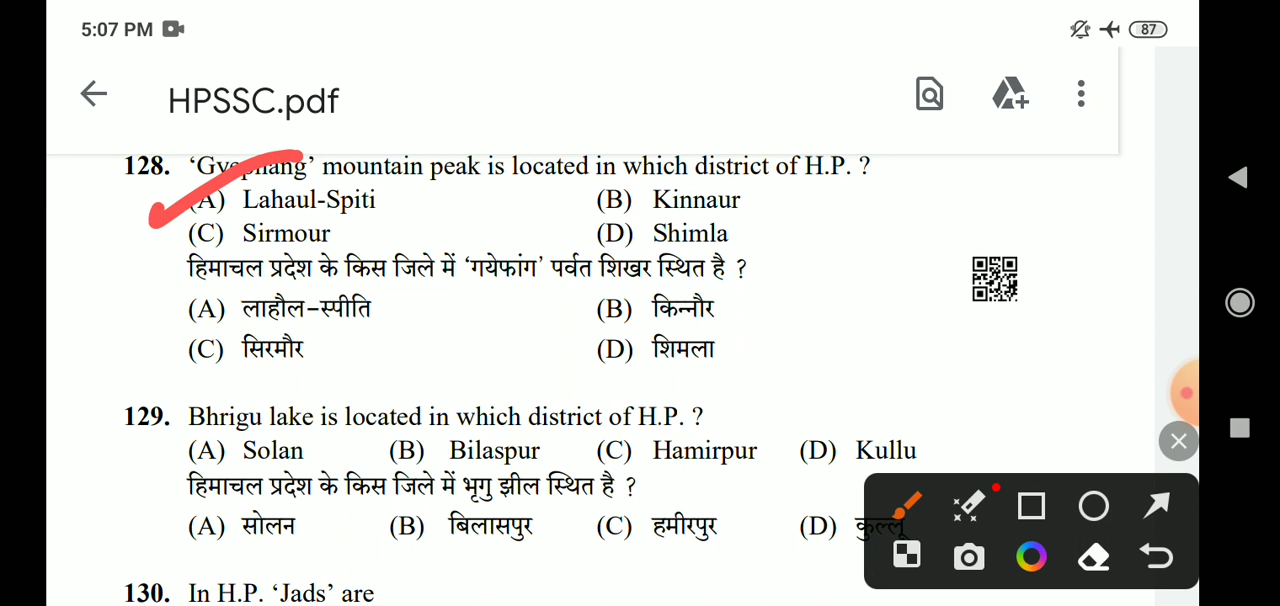 5:07 PM 87
HPSSC.pdf
128. ‘Gyephang’ mountain peak is located in which district of H.P. ?
(A) Lahaul-Spiti (B) Kinnaur
(C) Sirmour (D) Shimla
हिमाचल प्रदेश के किस जिले में ‘गयेफांग’ पर्वत शिखर स्थित है ?
(A) लाहौल-स्पीति (B) किन्नौर
(C) सिरमौर (D) शिमला
129. Bhrigu lake is located in which district of H.P. ?
(A) Solan (B) Bilaspur (C) Hamirpur (D) Kullu
हिमाचल प्रदेश के किस जिले में भृगु झील स्थित है ?
(A) सोलन (B) बिलासपुर (C) हमीरपुर (D) कुल्लू
130. In H.P. ‘Jads’ are